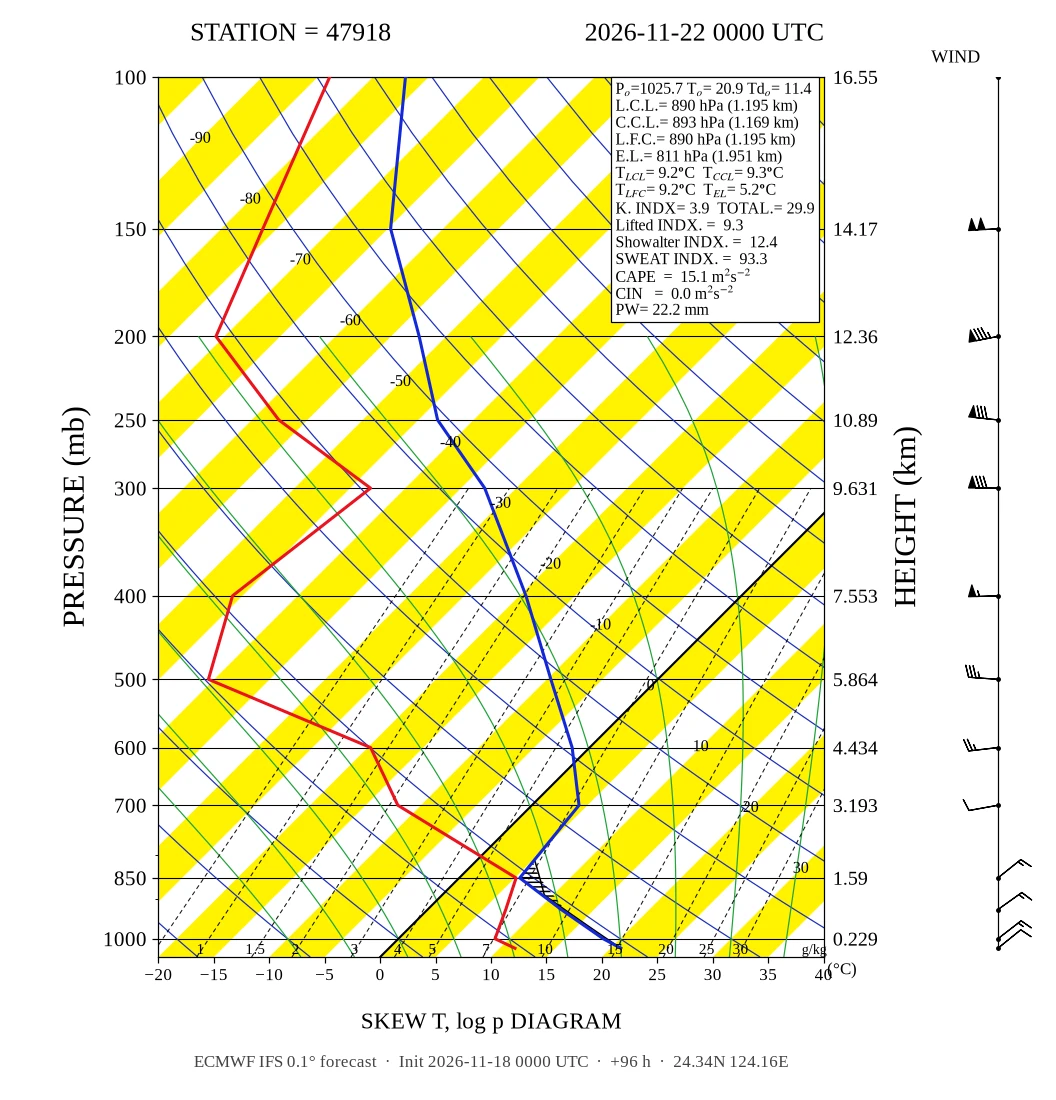 STATION = 47918
2026-11-22 0000 UTC
WIND
100
150
200
250
300
400
500
600
700
850
1000
PRESSURE (mb)
-90
-80
-70
-60
-50
-40
-30
-20
-10
0
10
20
30
Po=1025.7 To= 20.9 Tdo= 11.4
L.C.L.= 890 hPa (1.195 km)
C.C.L.= 893 hPa (1.169 km)
L.F.C.= 890 hPa (1.195 km)
E.L.= 811 hPa (1.951 km)
TLCL= 9.2°C TCCL= 9.3°C
TLFC= 9.2°C TEL= 5.2°C
K. INDX= 3.9 TOTAL.= 29.9
Lifted INDX. = 9.3
Showalter INDX. = 12.4
SWEAT INDX. = 93.3
CAPE = 15.1 m²s⁻²
CIN = 0.0 m²s⁻²
PW= 22.2 mm
16.55
14.17
12.36
10.89
9.631
7.553
5.864
4.434
3.193
1.59
0.229
HEIGHT (km)
1 1.5 2 3 4 5 7 10 15 20 25 30 g/kg
−20 −15 −10 −5 0 5 10 15 20 25 30 35 40 (°C)
SKEW T, log p DIAGRAM
ECMWF IFS 0.1° forecast · Init 2026-11-18 0000 UTC · +96 h · 24.34N 124.16E